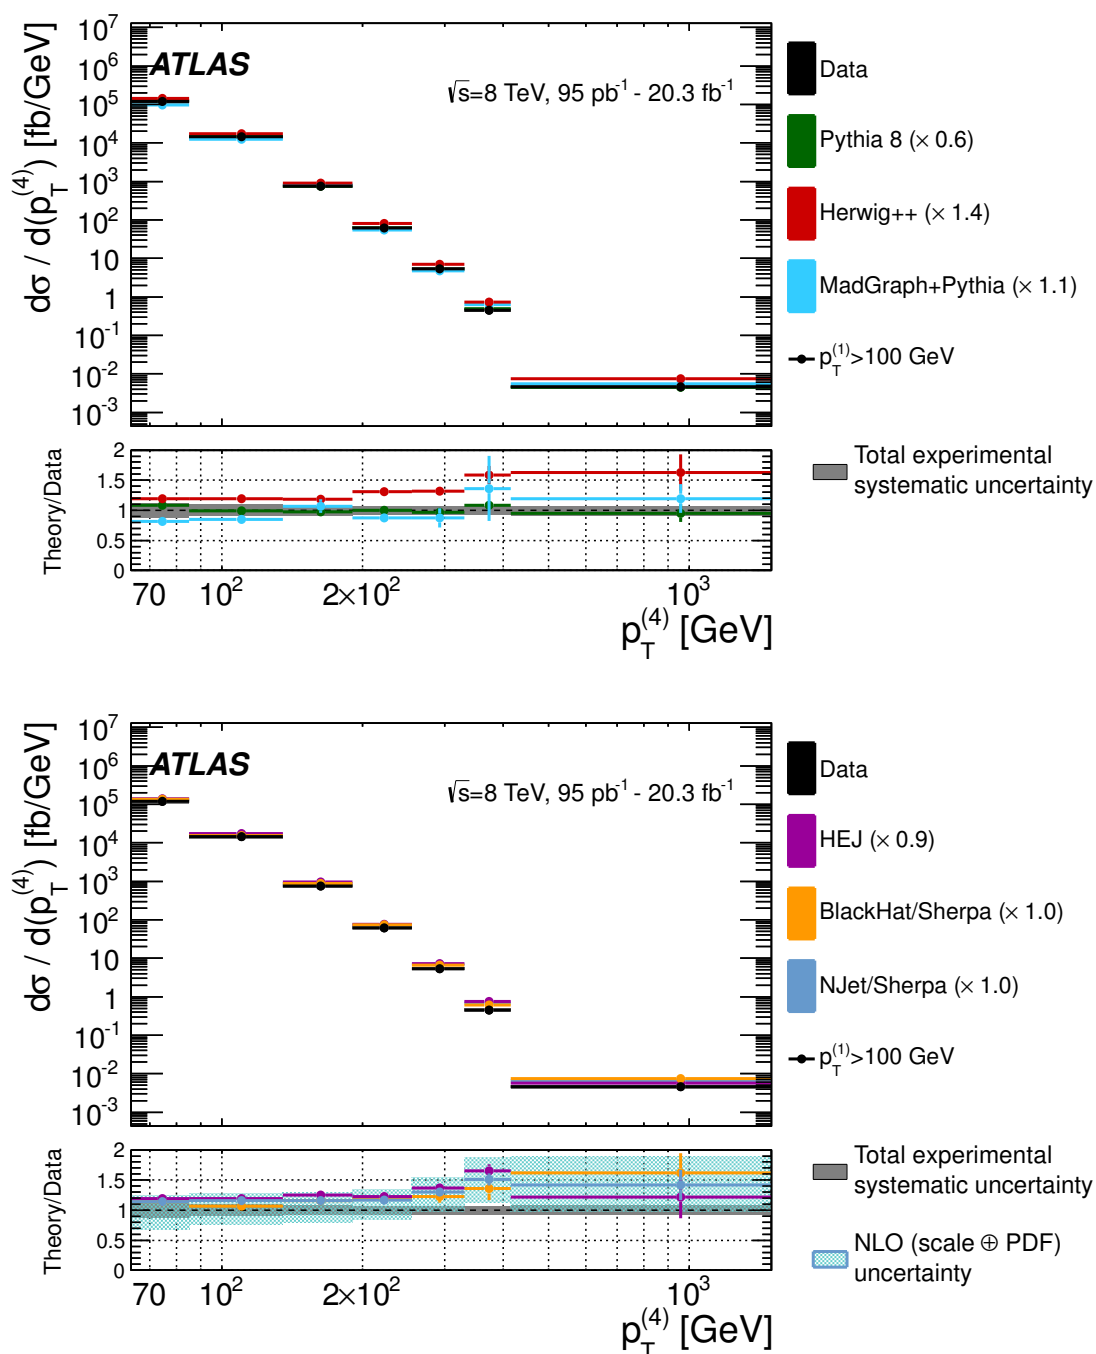 dσ / d(p_T^(4)) [fb/GeV]
10^7
10^6
10^5
10^4
10^3
10^2
10
1
10^-1
10^-2
10^-3
ATLAS
√s=8 TeV, 95 pb^-1 - 20.3 fb^-1
Data
Pythia 8 (× 0.6)
Herwig++ (× 1.4)
MadGraph+Pythia (× 1.1)
p_T^(1)>100 GeV
Theory/Data
2
1.5
1
0.5
0
Total experimental
systematic uncertainty
70 10^2 2×10^2 10^3
p_T^(4) [GeV]
dσ / d(p_T^(4)) [fb/GeV]
10^7
10^6
10^5
10^4
10^3
10^2
10
1
10^-1
10^-2
10^-3
ATLAS
√s=8 TeV, 95 pb^-1 - 20.3 fb^-1
Data
HEJ (× 0.9)
BlackHat/Sherpa (× 1.0)
NJet/Sherpa (× 1.0)
p_T^(1)>100 GeV
Theory/Data
2
1.5
1
0.5
0
Total experimental
systematic uncertainty
NLO (scale ⊕ PDF)
uncertainty
70 10^2 2×10^2 10^3
p_T^(4) [GeV]